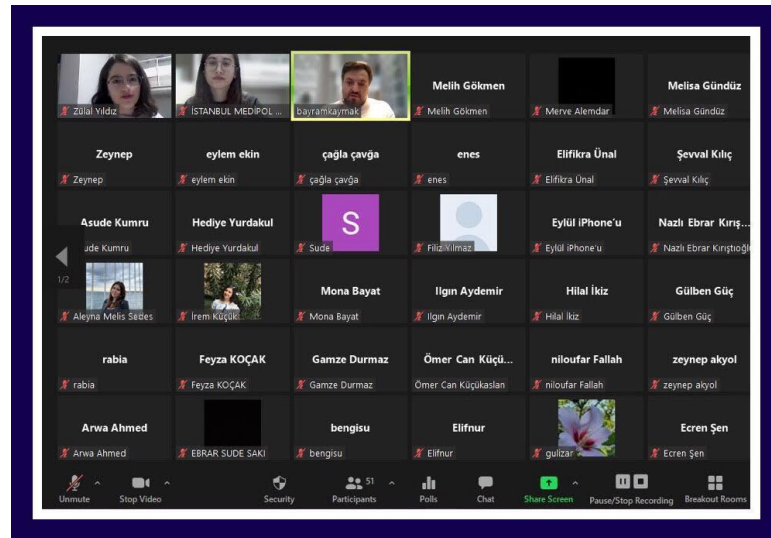 Zülal Yıldız
İSTANBUL MEDİPOL ...
bayramkaymak
Melih Gökmen
Melih Gökmen
Merve Alemdar
Melisa Gündüz
Melisa Gündüz
Zeynep
Zeynep
eylem ekin
eylem ekin
çağla çavğa
çağla çavğa
enes
enes
Elifikra Ünal
Elifikra Ünal
Şevval Kılıç
Şevval Kılıç
Asude Kumru
ude Kumru
Hediye Yurdakul
Hediye Yurdakul
S
Sude
Filiz Yılmaz
Eylül iPhone'u
Eylül iPhone'u
Nazlı Ebrar Kırış...
Nazlı Ebrar Kırıştıoğl
1/2
Aleyna Melis Sedes
İrem Küçük
Mona Bayat
Mona Bayat
Ilgın Aydemir
Ilgın Aydemir
Hilal İkiz
Hilal İkiz
Gülben Güç
Gülben Güç
rabia
rabia
Feyza KOÇAK
Feyza KOÇAK
Gamze Durmaz
Gamze Durmaz
Ömer Can Küçü...
Ömer Can Küçükaslan
niloufar Fallah
niloufar Fallah
zeynep akyol
zeynep akyol
Arwa Ahmed
Arwa Ahmed
EBRAR SUDE SAKI
bengisu
bengisu
Elifnur
Elifnur
gulizar
Ecren Şen
Ecren Şen
Unmute
Stop Video
Security
51
Participants
Polls
Chat
Share Screen
Pause/Stop Recording
Breakout Rooms